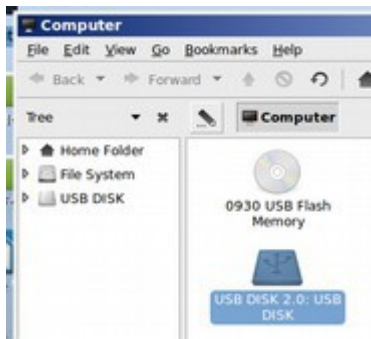 Computer
File Edit View Go Bookmarks Help
Back Forward
Tree
Computer
Home Folder
File System
USB DISK
0930 USB Flash
Memory
USB DISK 2.0: USB
DISK